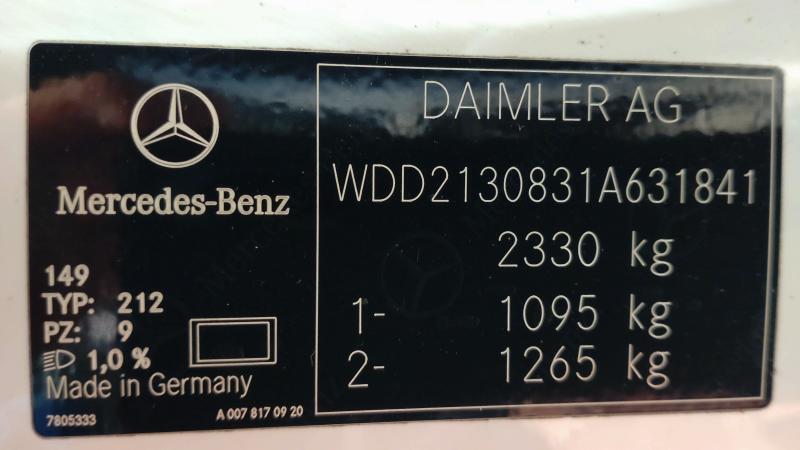 Mercedes-Benz
149
TYP: 212
PZ: 9
1,0 %
Made in Germany
7805333
A 007 817 09 20
DAIMLER AG
WDD2130831A631841
2330 kg
1- 1095 kg
2- 1265 kg